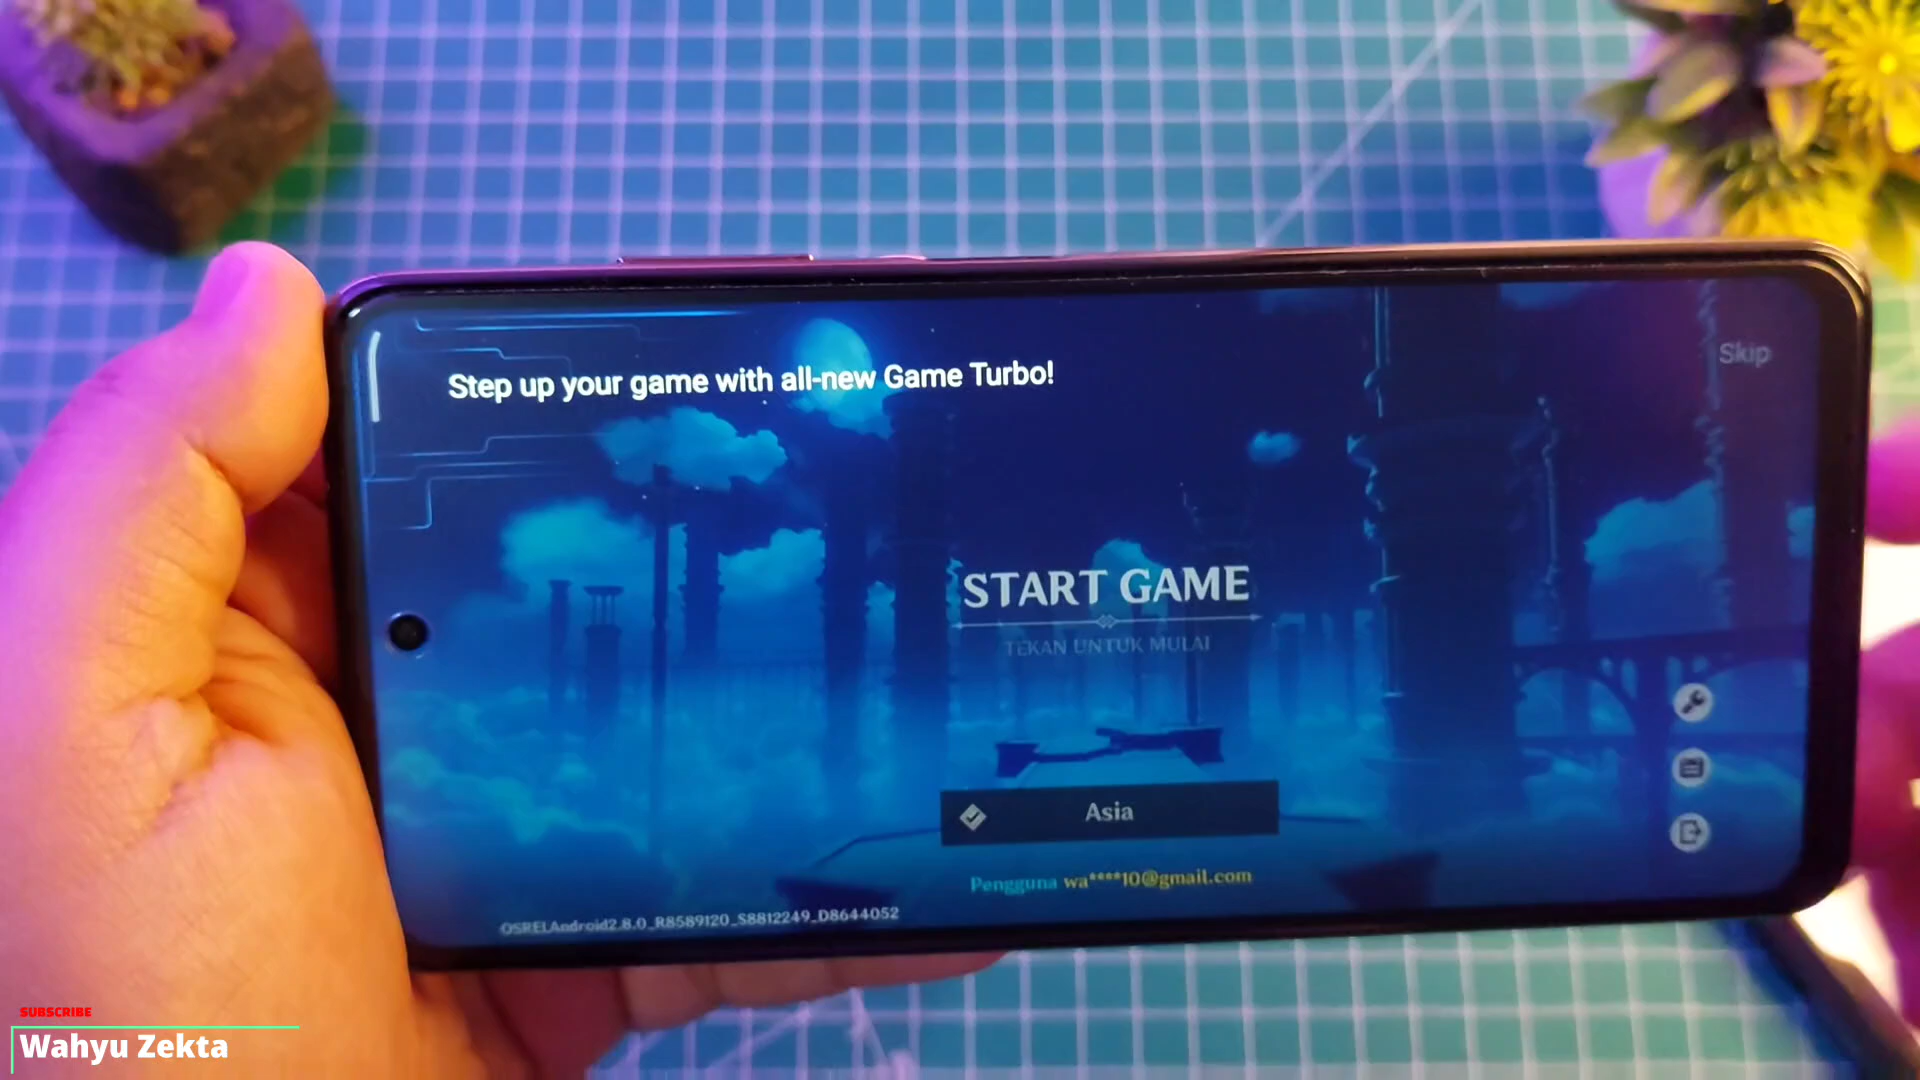 Step up your game with all-new Game Turbo!
Skip
START GAME
TEKAN UNTUK MULAI
Asia
Pengguna wa****10@gmail.com
OSRELAndroid2.8.0_R8589120_S8812249_D8644052
SUBSCRIBE
Wahyu Zekta